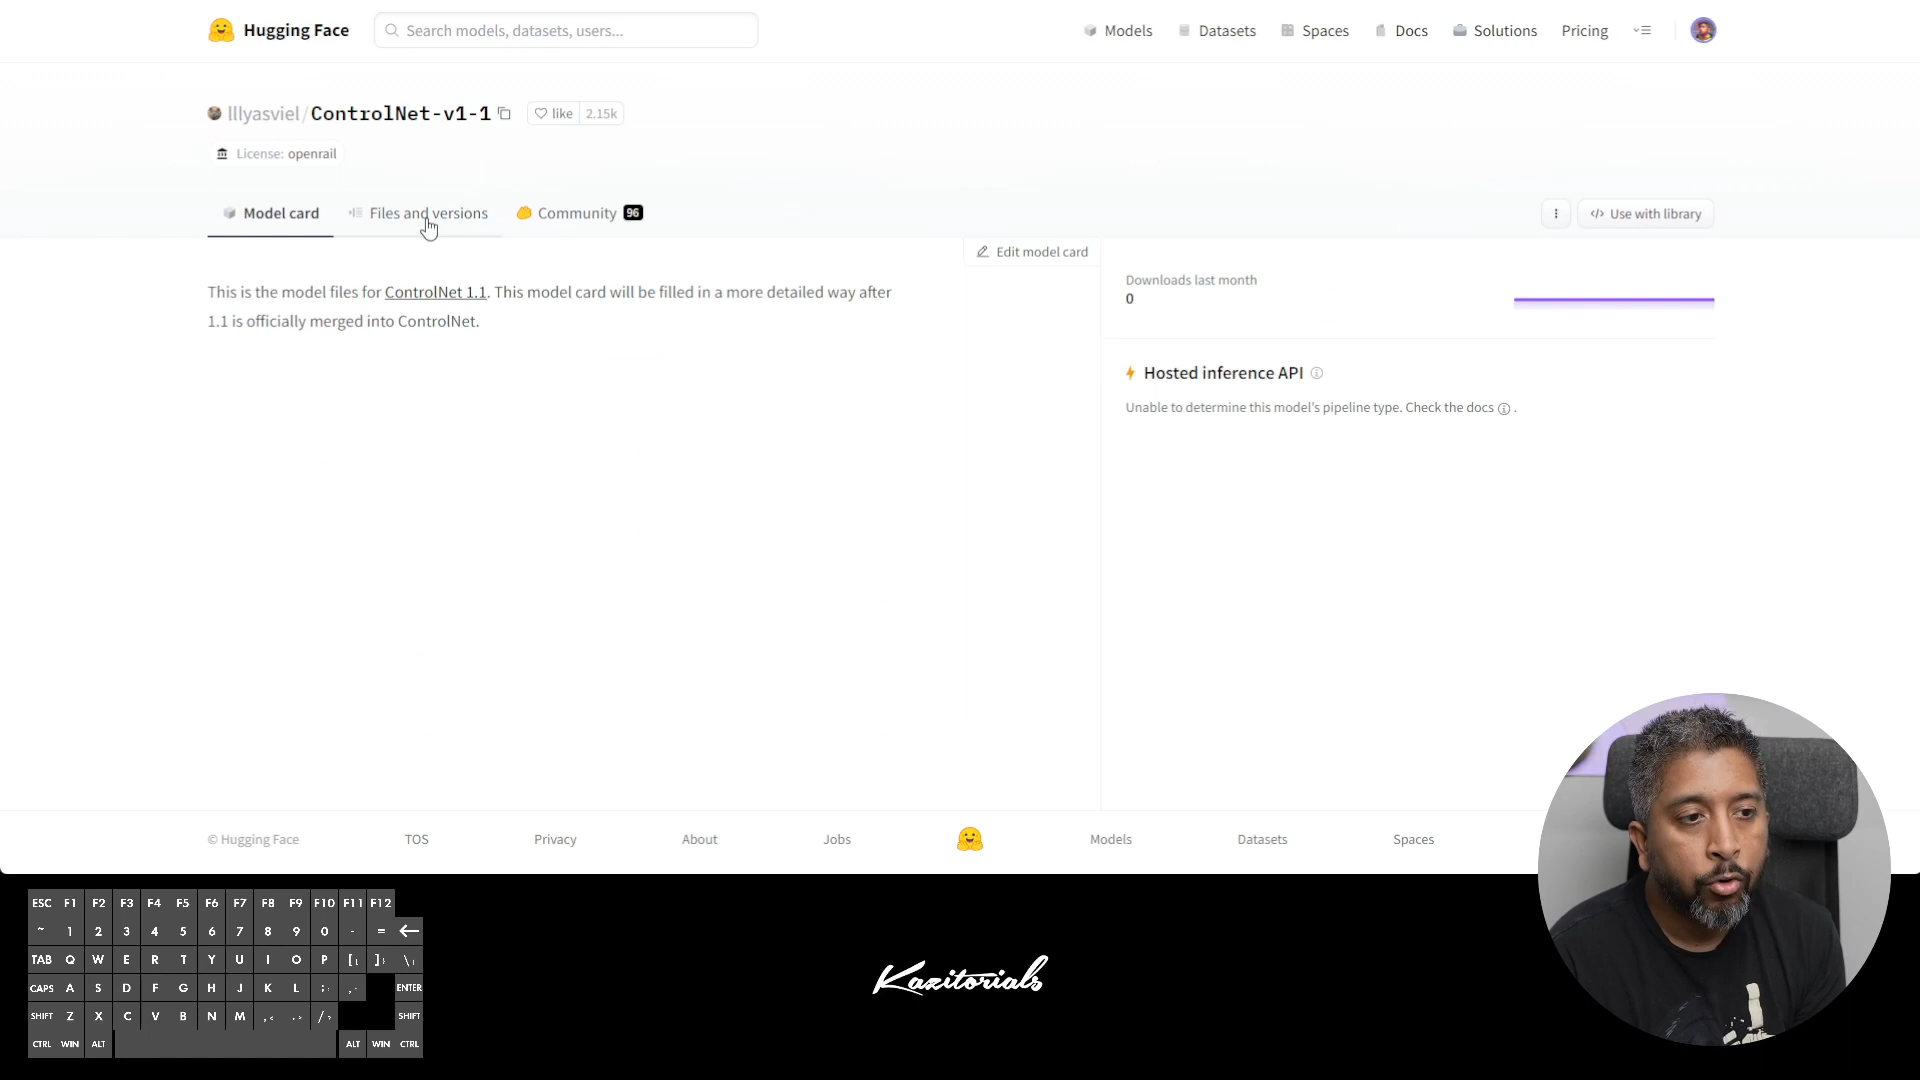 Hugging Face
Search models, datasets, users...
Models
Datasets
Spaces
Docs
Solutions
Pricing
lllyasviel/ControlNet-v1-1
like 2.15k
License: openrail
Model card
Files and versions
Community 96
Use with library
Edit model card
This is the model files for ControlNet 1.1. This model card will be filled in a more detailed way after
1.1 is officially merged into ControlNet.
Downloads last month
0
Hosted inference API
Unable to determine this model's pipeline type. Check the docs .
© Hugging Face
TOS
Privacy
About
Jobs
Models
Datasets
Spaces
ESC F1 F2 F3 F4 F5 F6 F7 F8 F9 F10 F11 F12
~ 1 2 3 4 5 6 7 8 9 0 - =
TAB Q W E R T Y U I O P [{ ]} \|
CAPS A S D F G H J K L ;: ENTER
SHIFT Z X C V B N M ,< .> /? SHIFT
CTRL WIN ALT ALT WIN CTRL
Kazitorials